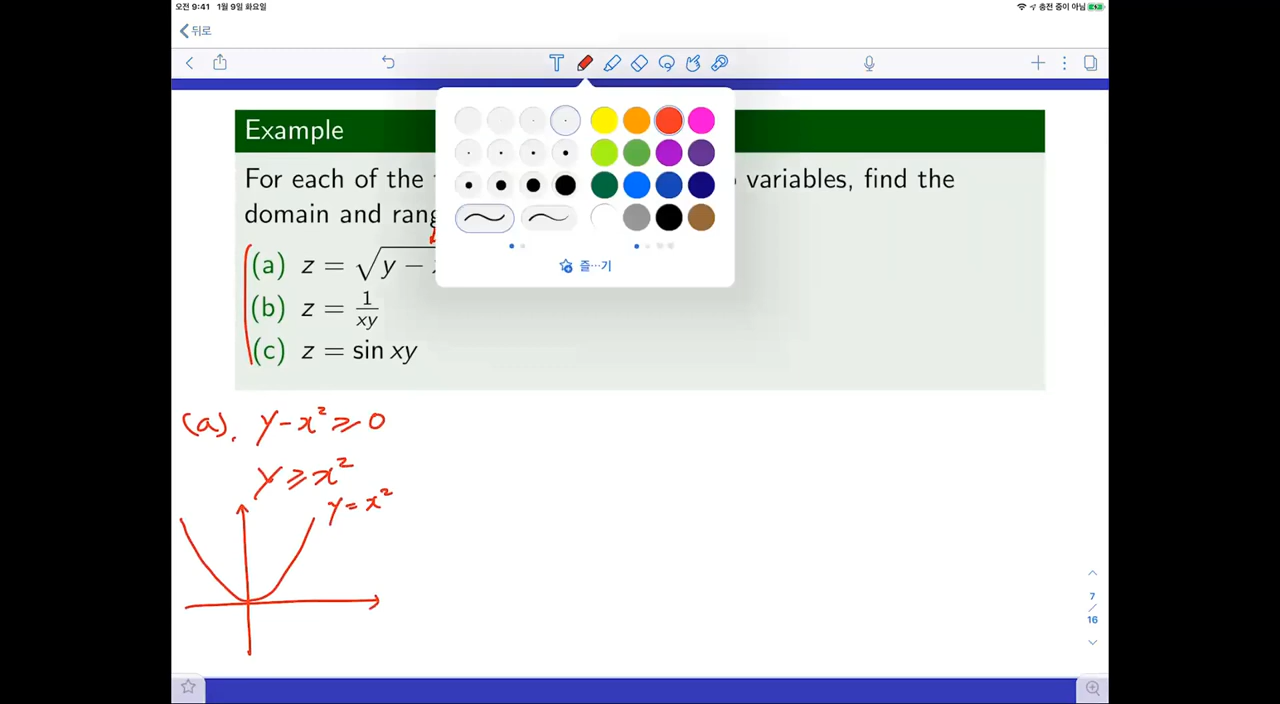 오전 9:41 1월 9일 화요일
충전 중이 아님
뒤로
Example
For each of the variables, find the
domain and rang
(a) z = √y −
(b) z = 1/xy
(c) z = sin xy
즐…기
(a). y-x² ≥ 0
y ≥ x²
y = x²
7
/
16